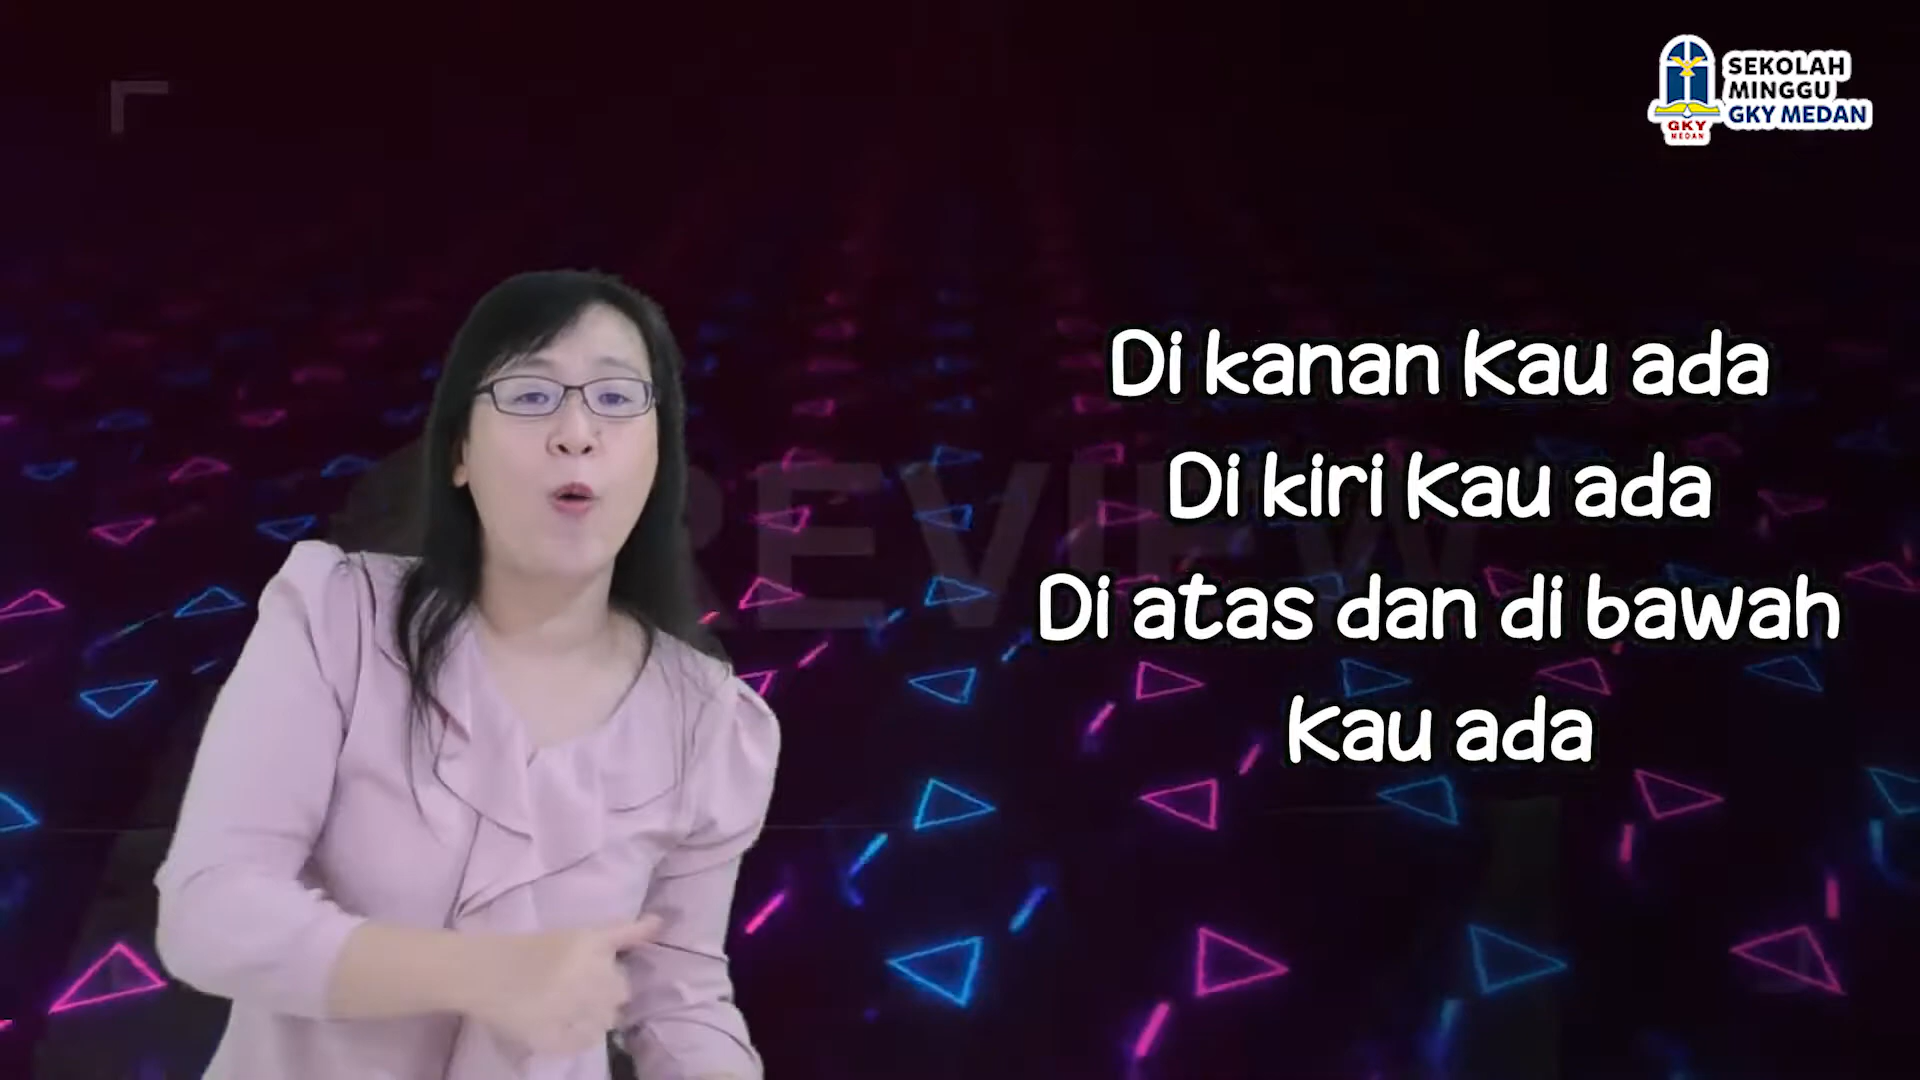 SEKOLAH
MINGGU
GKY MEDAN
GKY
MEDAN
Di kanan Kau ada
Di kiri Kau ada
Di atas dan di bawah
Kau ada